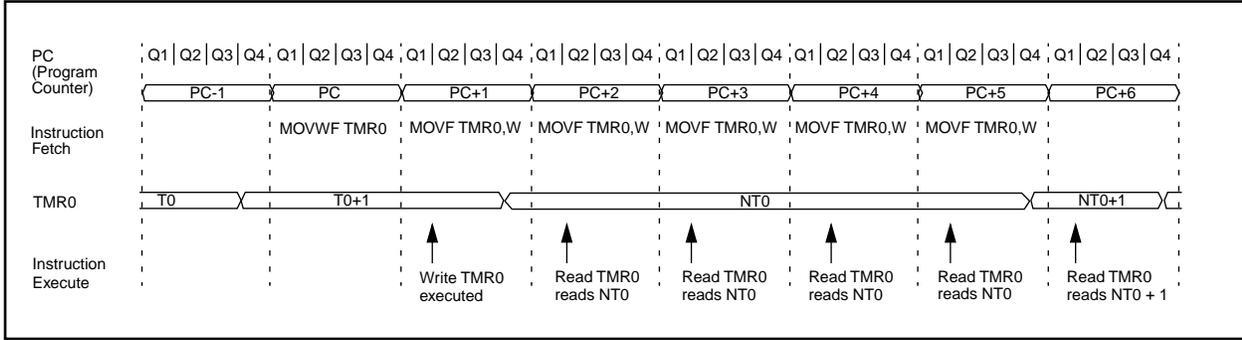 PC
(Program
Counter)
Q1 Q2 Q3 Q4 Q1 Q2 Q3 Q4 Q1 Q2 Q3 Q4 Q1 Q2 Q3 Q4 Q1 Q2 Q3 Q4 Q1 Q2 Q3 Q4 Q1 Q2 Q3 Q4 Q1 Q2 Q3 Q4
PC-1 PC PC+1 PC+2 PC+3 PC+4 PC+5 PC+6
Instruction
Fetch
MOVWF TMR0 MOVF TMR0,W MOVF TMR0,W MOVF TMR0,W MOVF TMR0,W MOVF TMR0,W
TMR0
T0 T0+1 NT0 NT0+1
Instruction
Execute
Write TMR0
executed
Read TMR0
reads NT0
Read TMR0
reads NT0
Read TMR0
reads NT0
Read TMR0
reads NT0
Read TMR0
reads NT0 + 1